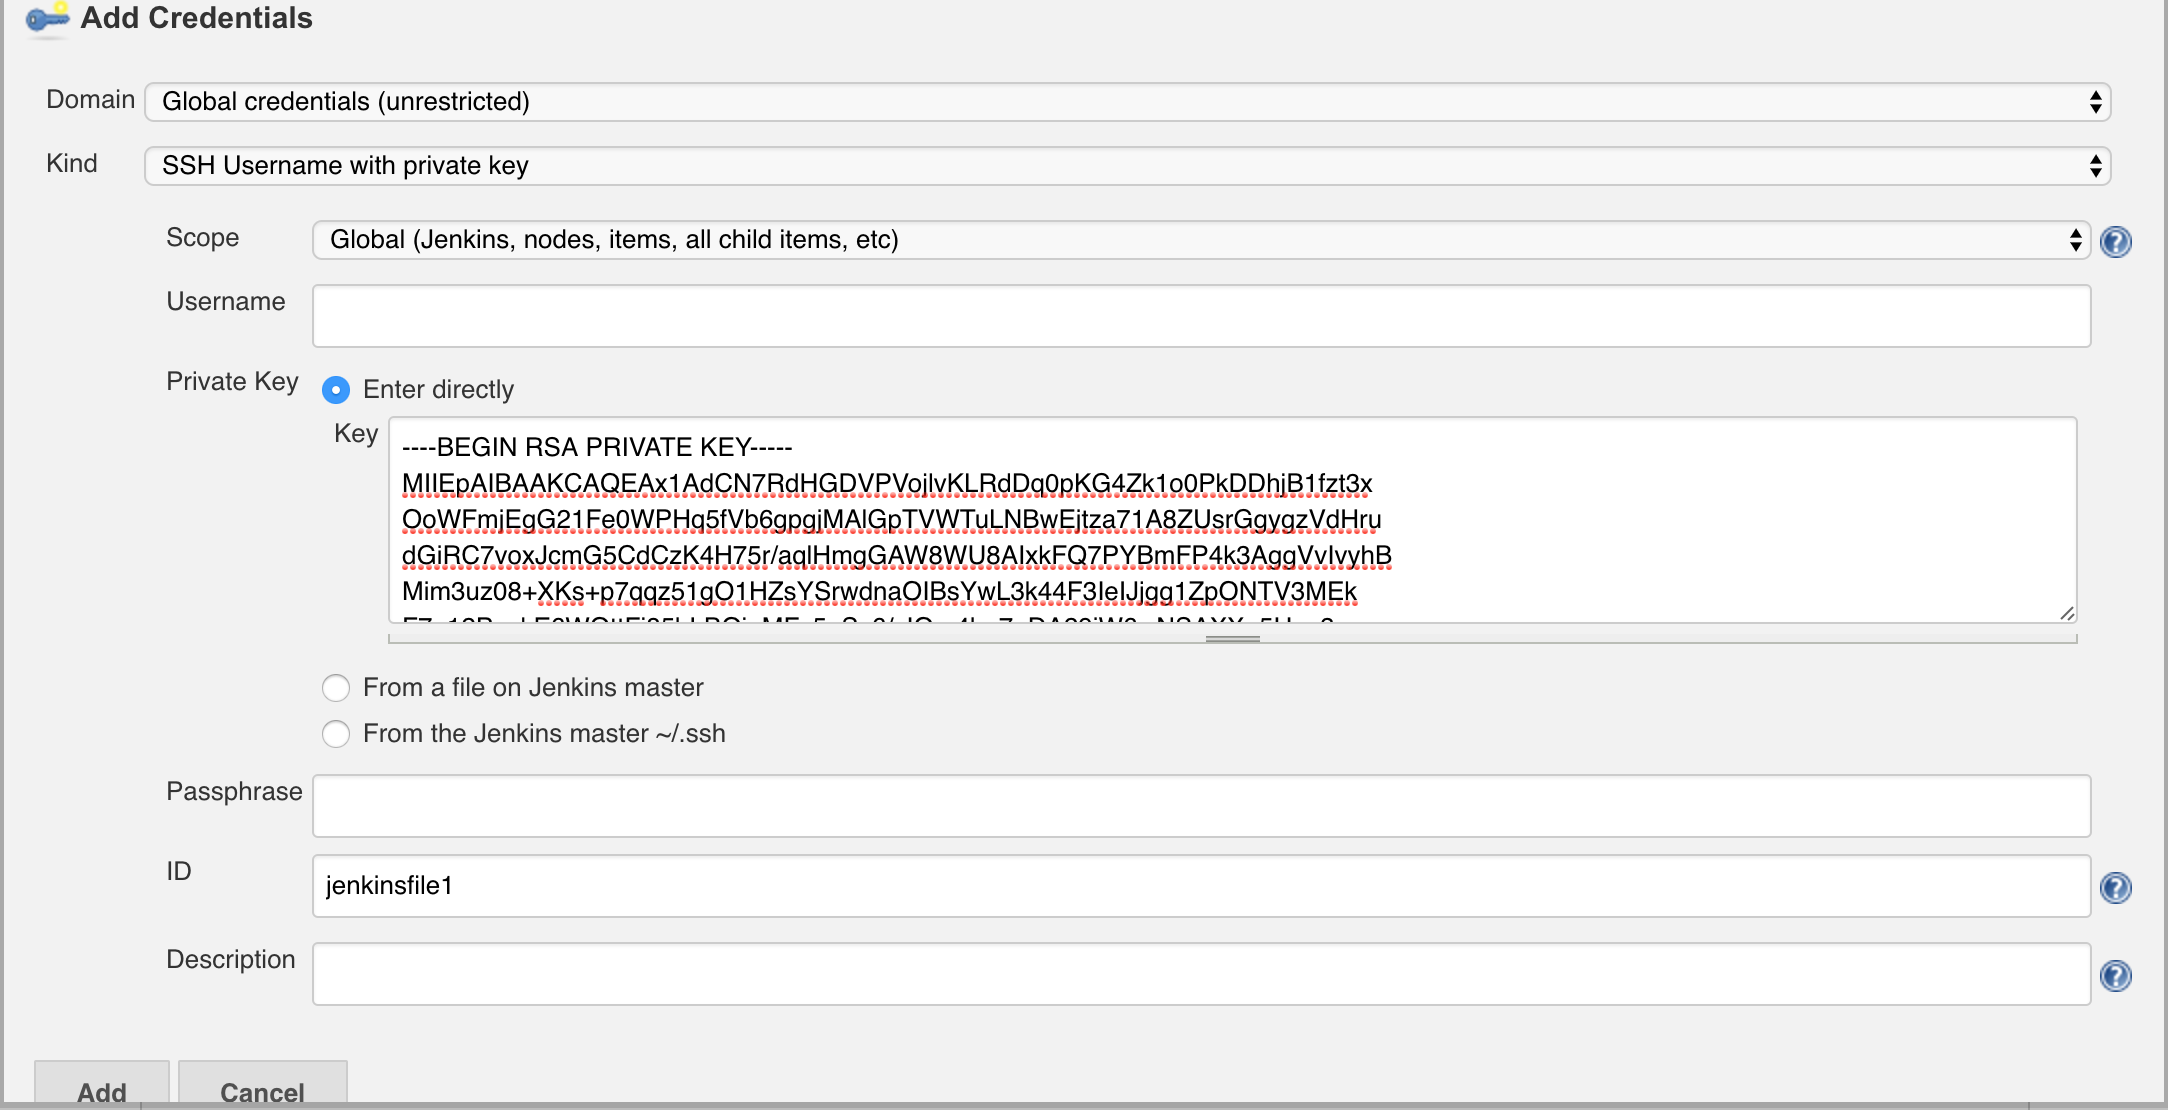 Add Credentials
Domain Global credentials (unrestricted)
Kind SSH Username with private key
Scope Global (Jenkins, nodes, items, all child items, etc)
Username
Private Key Enter directly
Key ----BEGIN RSA PRIVATE KEY-----
MIIEpAIBAAKCAQEAx1AdCN7RdHGDVPVojlvKLRdDq0pKG4Zk1o0PkDDhjB1fzt3x
OoWFmjEgG21Fe0WPHq5fVb6gpgjMAlGpTVWTuLNBwEjtza71A8ZUsrGgygzVdHru
dGiRC7voxJcmG5CdCzK4H75r/aqlHmgGAW8WU8AIxkFQ7PYBmFP4k3AggVvIvyhB
Mim3uz08+XKs+p7qqz51gO1HZsYSrwdnaOIBsYwL3k44F3IeIJjgg1ZpONTV3MEk
From a file on Jenkins master
From the Jenkins master ~/.ssh
Passphrase
ID jenkinsfile1
Description
Add Cancel